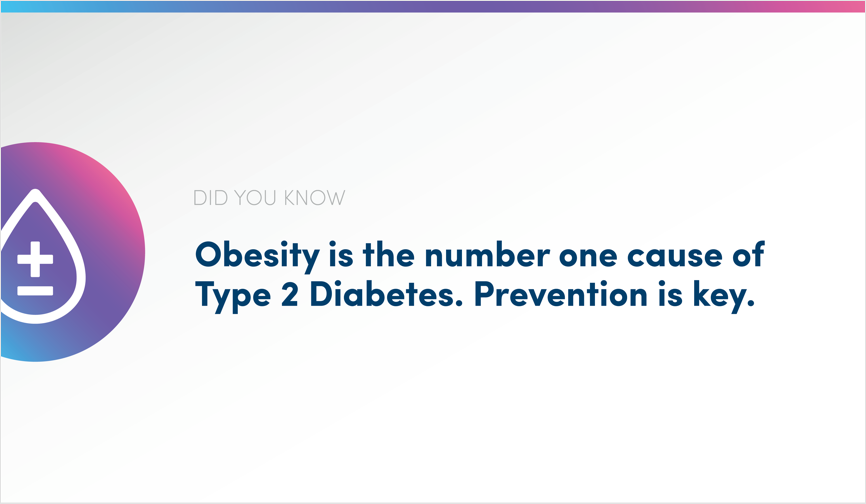 DID YOU KNOW
Obesity is the number one cause of
Type 2 Diabetes. Prevention is key.